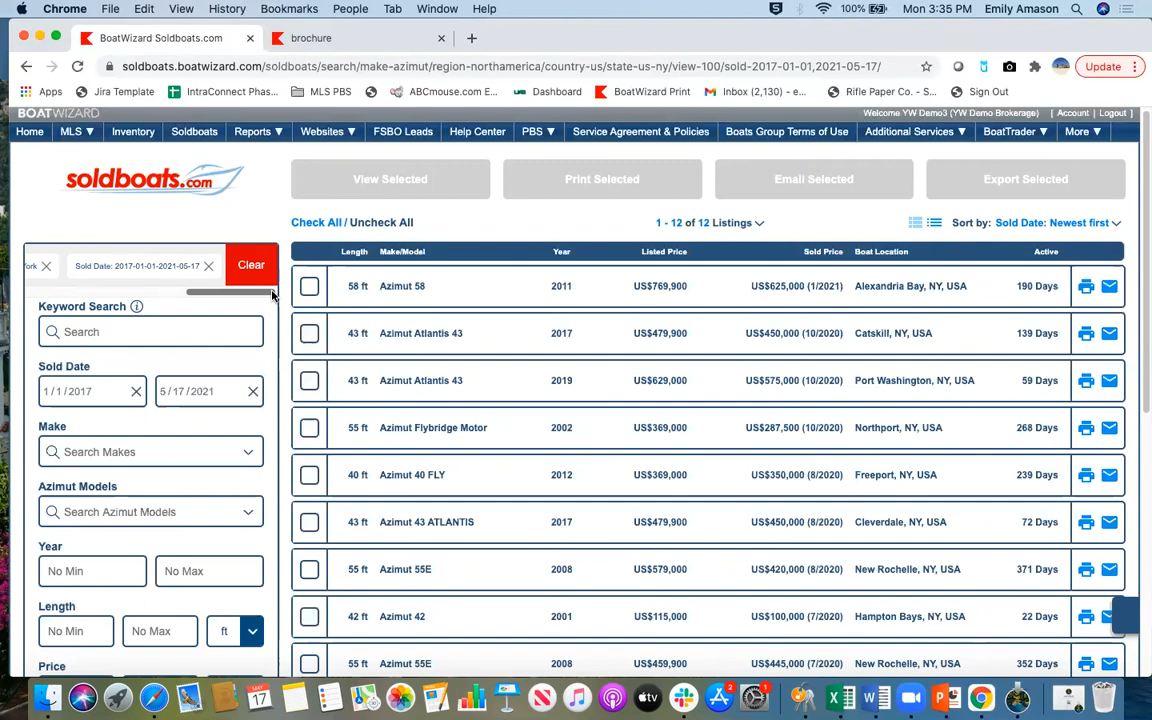 Chrome File Edit View History Bookmarks People Tab Window Help 100% Mon 3:35 PM Emily Amason
BoatWizard Soldboats.com brochure
soldboats.boatwizard.com/soldboats/search/make-azimut/region-northamerica/country-us/state-us-ny/view-100/sold-2017-01-01,2021-05-17/ Update
Apps Jira Template IntraConnect Phas... MLS PBS ABCmouse.com E... Dashboard BoatWizard Print Inbox (2,130) - e... Rifle Paper Co. - S... Sign Out
BOATWIZARD Welcome YW Demo3 (YW Demo Brokerage) [ Account | Logout ]
Home MLS ▼ Inventory Soldboats Reports ▼ Websites ▼ FSBO Leads Help Center PBS ▼ Service Agreement & Policies Boats Group Terms of Use Additional Services ▼ BoatTrader ▼ More ▼
soldboats.com View Selected Print Selected Email Selected Export Selected
Check All / Uncheck All 1 - 12 of 12 Listings Sort by: Sold Date: Newest first
ork Sold Date: 2017-01-01-2021-05-17 Clear
Keyword Search
Search
Sold Date
1/1/2017 5/17/2021
Make
Search Makes
Azimut Models
Search Azimut Models
Year
No Min No Max
Length
No Min No Max ft
Price
Length Make/Model Year Listed Price Sold Price Boat Location Active
58 ft Azimut 58 2011 US$769,900 US$625,000 (1/2021) Alexandria Bay, NY, USA 190 Days
43 ft Azimut Atlantis 43 2017 US$479,900 US$450,000 (10/2020) Catskill, NY, USA 139 Days
43 ft Azimut Atlantis 43 2019 US$629,000 US$575,000 (10/2020) Port Washington, NY, USA 59 Days
55 ft Azimut Flybridge Motor 2002 US$369,000 US$287,500 (10/2020) Northport, NY, USA 268 Days
40 ft Azimut 40 FLY 2012 US$369,000 US$350,000 (8/2020) Freeport, NY, USA 239 Days
43 ft Azimut 43 ATLANTIS 2017 US$479,900 US$450,000 (8/2020) Cleverdale, NY, USA 72 Days
55 ft Azimut 55E 2008 US$579,000 US$420,000 (8/2020) New Rochelle, NY, USA 371 Days
42 ft Azimut 42 2001 US$115,000 US$100,000 (7/2020) Hampton Bays, NY, USA 22 Days
55 ft Azimut 55E 2008 US$459,900 US$445,000 (7/2020) New Rochelle, NY, USA 352 Days